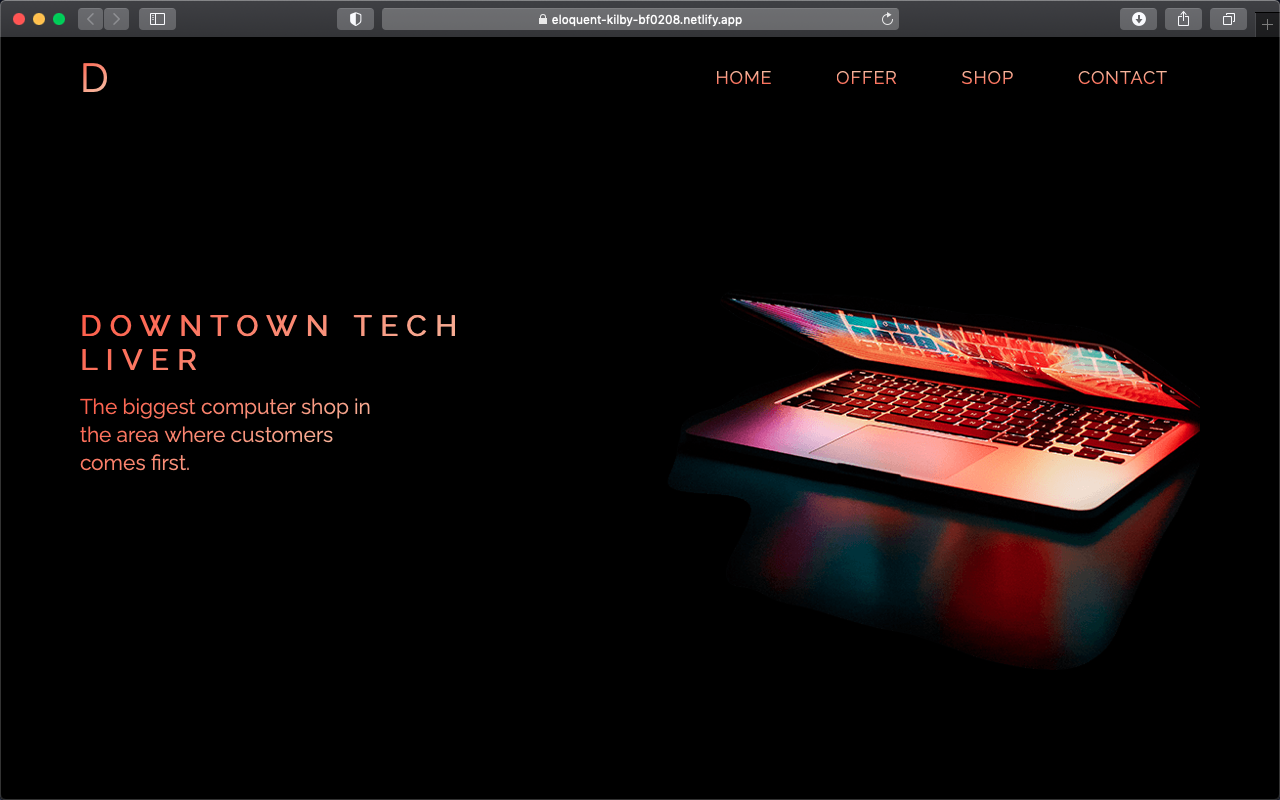 eloquent-kilby-bf0208.netlify.app
D
HOME OFFER SHOP CONTACT
DOWNTOWN TECH
LIVER
The biggest computer shop in
the area where customers
comes first.